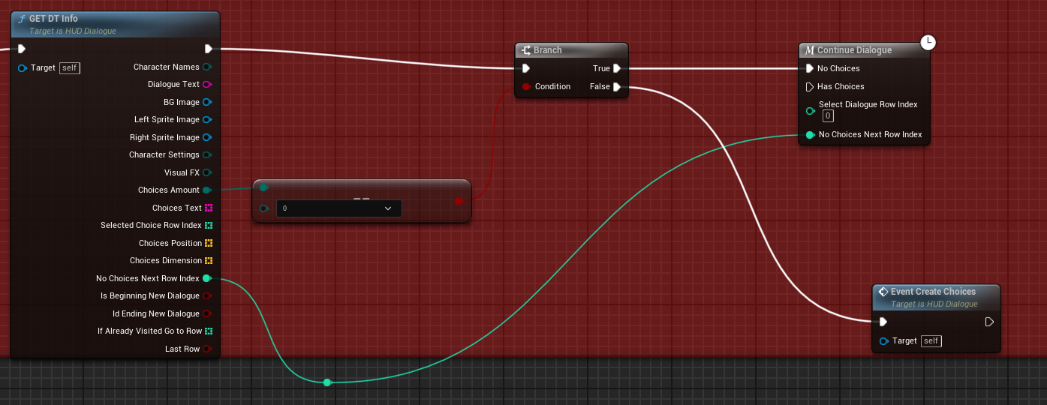 f GET DT Info
Target is HUD Dialogue
Target self
Character Names
Dialogue Text
BG Image
Left Sprite Image
Right Sprite Image
Character Settings
Visual FX
Choices Amount
Choices Text
Selected Choice Row Index
Choices Position
Choices Dimension
No Choices Next Row Index
Is Beginning New Dialogue
Id Ending New Dialogue
If Already Visited Go to Row
Last Row
==
0
Branch
True
Condition
False
Continue Dialogue
No Choices
Has Choices
Select Dialogue Row Index
0
No Choices Next Row Index
Event Create Choices
Target is HUD Dialogue
Target self